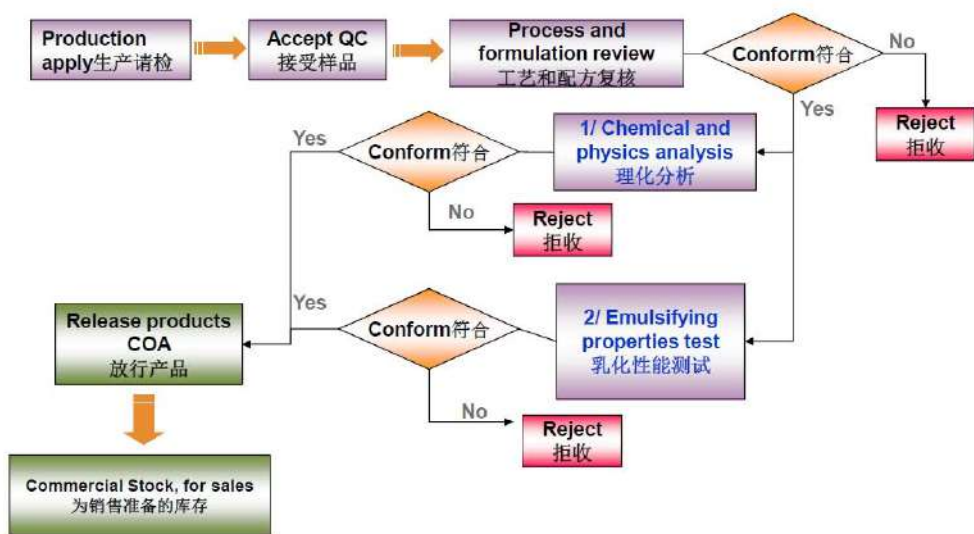 Production
apply生产请检
Accept QC
接受样品
Process and
formulation review
工艺和配方复核
Conform符合
No
Reject
拒收
Yes
1/ Chemical and
physics analysis
理化分析
Conform符合
Yes
No
Reject
拒收
2/ Emulsifying
properties test
乳化性能测试
Conform符合
Yes
No
Reject
拒收
Release products
COA
放行产品
Commercial Stock, for sales
为销售准备的库存